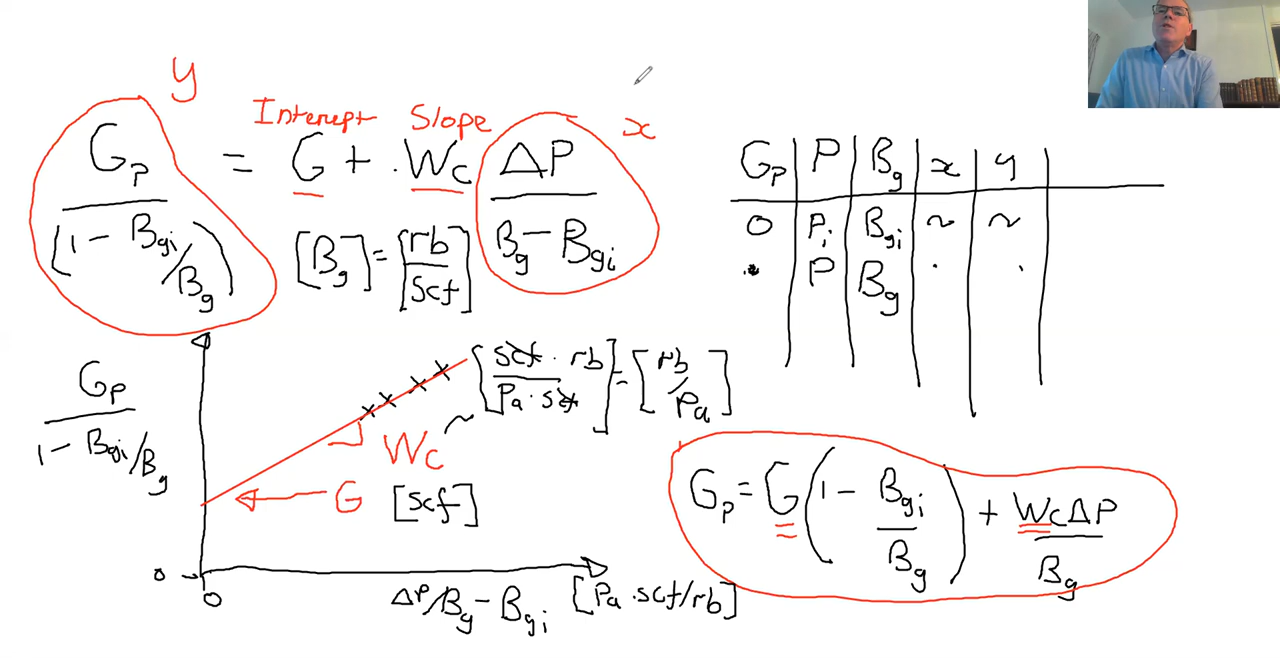 y
Intercept Slope x
Gp / (1 - Bgi/Bg) = G + . Wc ΔP / Bg - Bgi
[Bg] = [rb / scf]
Gp | P | Bg | x | y
0 | Pi | Bgi | ~ | ~
. | P | Bg | . | .
Gp / 1 - Bgi/Bg
[scf · rb / Pa · scf] = [rb / Pa]
Wc ~
G [scf]
0
0
ΔP/Bg - Bgi [Pa · scf/rb]
Gp = G (1 - Bgi / Bg) + WcΔP / Bg